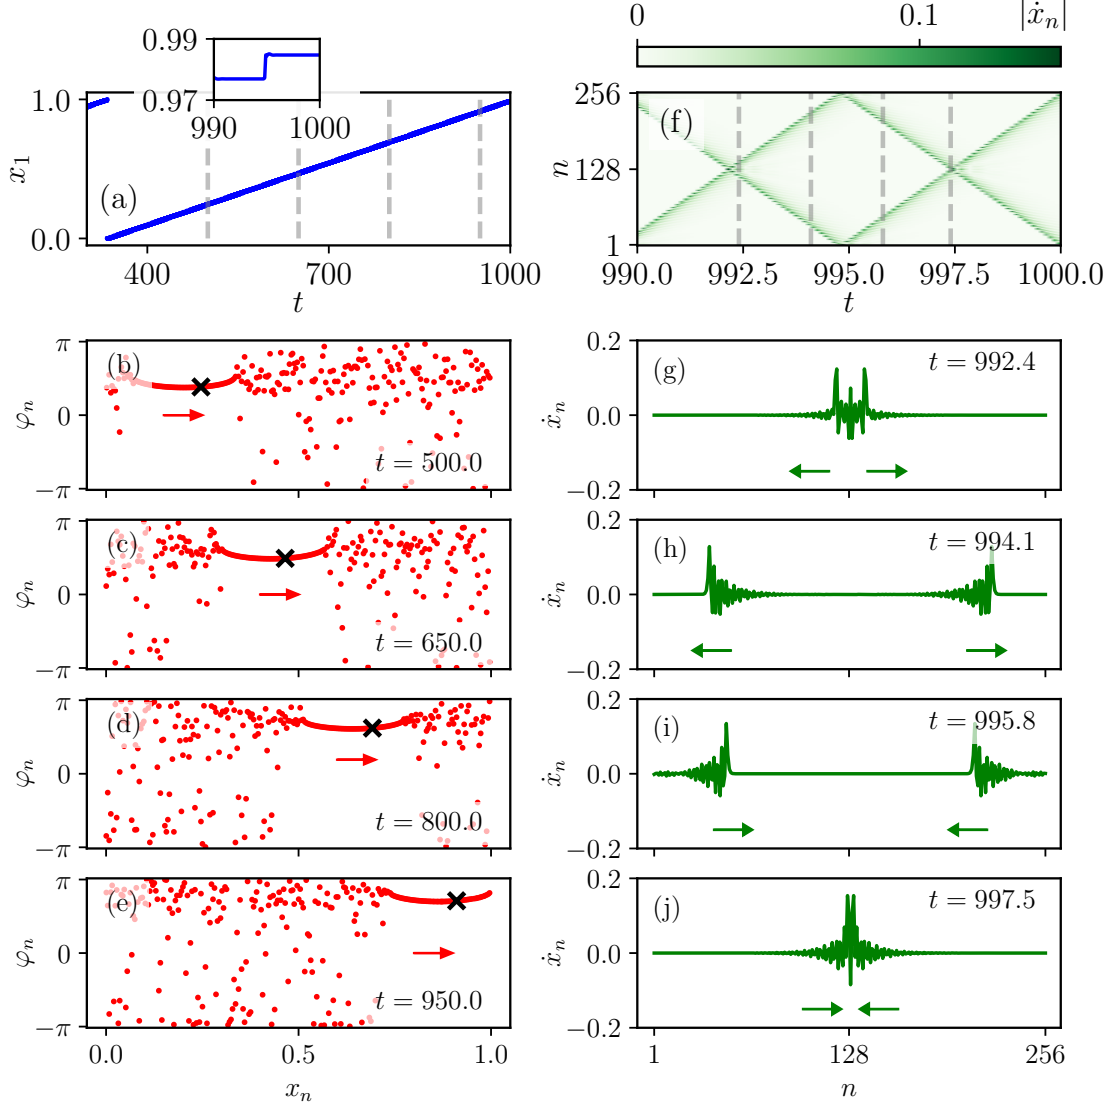 0.99
0.97
990 1000
1.0
0.0
x₁
(a)
400 700 1000
t
0 0.1 |ẋₙ|
256
128
1
n
(f)
990.0 992.5 995.0 997.5 1000.0
t
π
0
−π
φₙ
(b)
t = 500.0
π
0
−π
φₙ
(c)
t = 650.0
π
0
−π
φₙ
(d)
t = 800.0
π
0
−π
φₙ
(e)
t = 950.0
0.0 0.5 1.0
xₙ
0.2
0.0
−0.2
ẋₙ
(g)
t = 992.4
0.2
0.0
−0.2
ẋₙ
(h)
t = 994.1
0.2
0.0
−0.2
ẋₙ
(i)
t = 995.8
0.2
0.0
−0.2
ẋₙ
(j)
t = 997.5
1 128 256
n